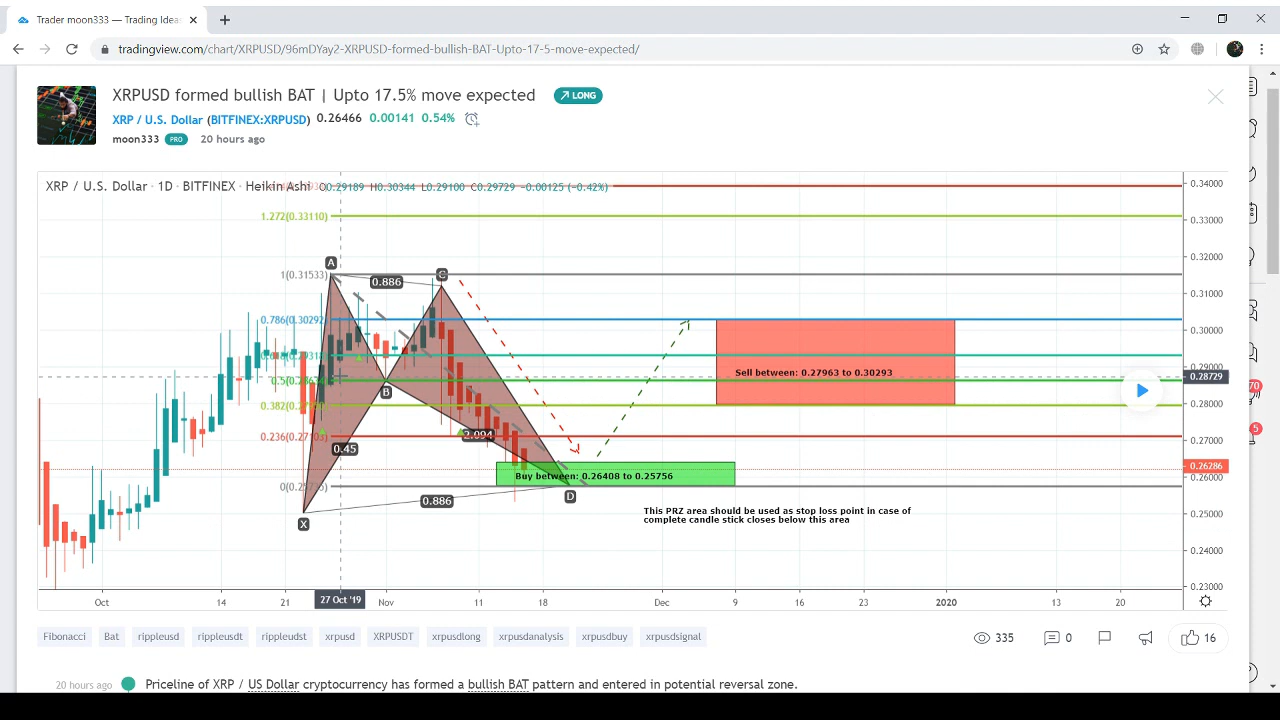 Trader moon333 — Trading Idea
tradingview.com/chart/XRPUSD/96mDYay2-XRPUSD-formed-bullish-BAT-Upto-17-5-move-expected/
XRPUSD formed bullish BAT | Upto 17.5% move expected
LONG
XRP / U.S. Dollar (BITFINEX:XRPUSD) 0.26466 0.00141 0.54%
moon333 PRO 20 hours ago
XRP / U.S. Dollar · 1D · BITFINEX · Heikin Ashi O0.29189 H0.30344 L0.29100 C0.29729 −0.00125 (−0.42%)
0.34000
1.272(0.33110)
0.33000
A
0.32000
1(0.31533)
0.886
C
0.31000
0.786(0.30292)
0.30000
0.29000
Sell between: 0.27963 to 0.30293
0.28729
B
0.28000
2.094
0.27000
0.45
0.26286
Buy between: 0.26408 to 0.25756
0.26000
D
0.886
X
This PRZ area should be used as stop loss point in case of
complete candle stick closes below this area
0.25000
0.24000
0.23000
Oct 14 21 27 Oct '19 Nov 11 18 Dec 9 16 23 2020 13 20
Fibonacci Bat rippleusd rippleusdt rippleudst xrpusd XRPUSDT xrpusdlong xrpusdanalysis xrpusdbuy xrpusdsignal
335 0 16
20 hours ago Priceline of XRP / US Dollar cryptocurrency has formed a bullish BAT pattern and entered in potential reversal zone.
70
5